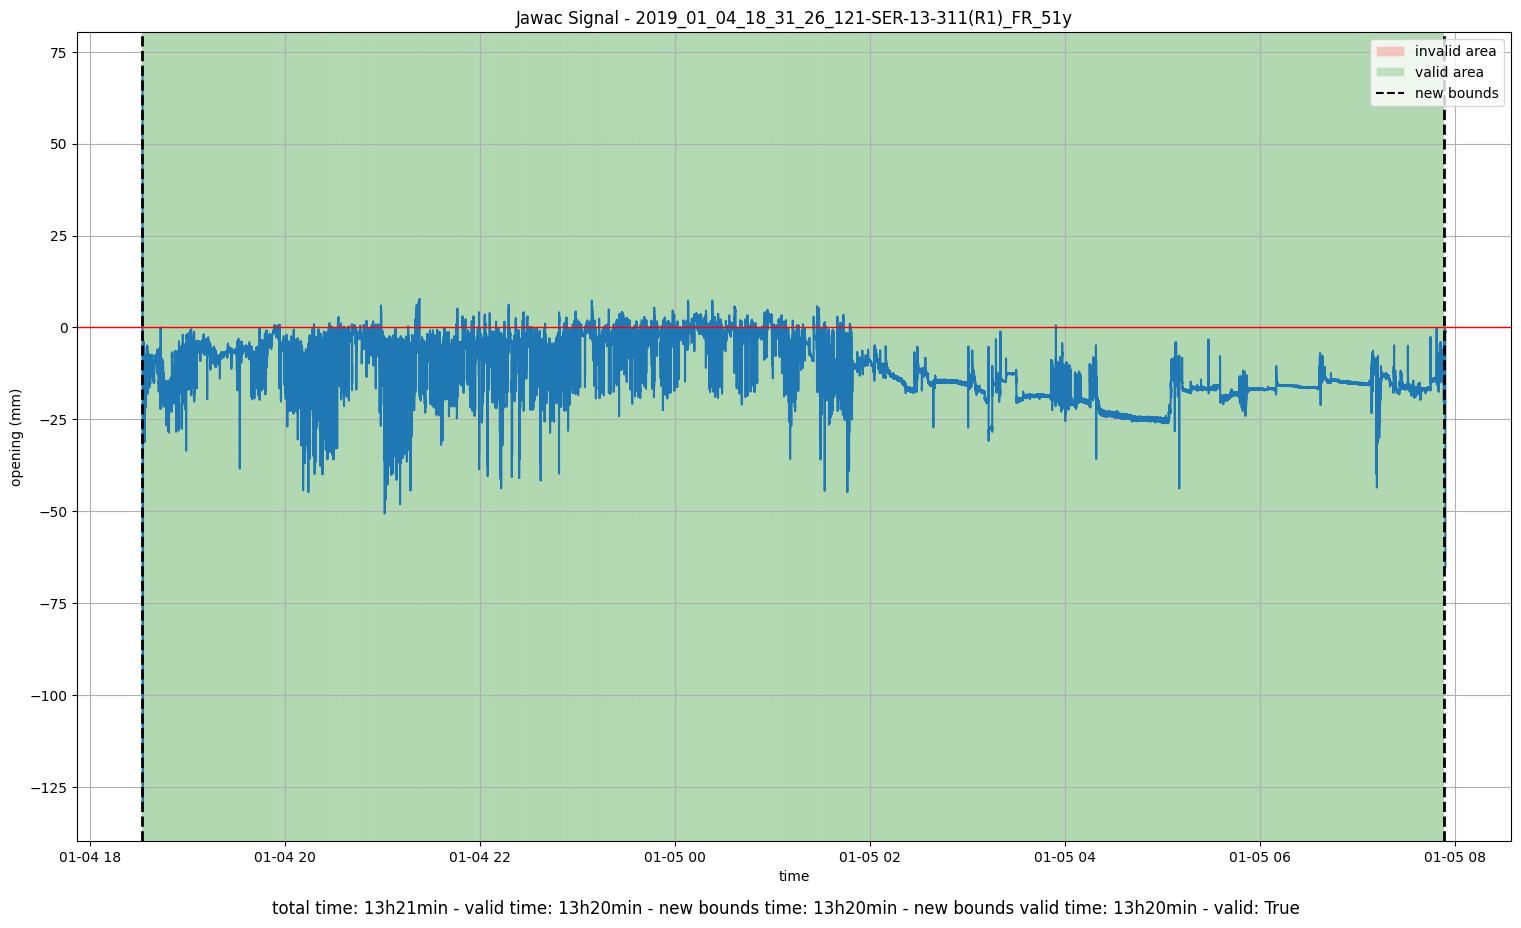 Jawac Signal - 2019_01_04_18_31_26_121-SER-13-311(R1)_FR_51y
invalid area
valid area
new bounds
75
50
25
0
−25
−50
−75
−100
−125
opening (mm)
01-04 18
01-04 20
01-04 22
01-05 00
01-05 02
01-05 04
01-05 06
01-05 08
time
total time: 13h21min - valid time: 13h20min - new bounds time: 13h20min - new bounds valid time: 13h20min - valid: True